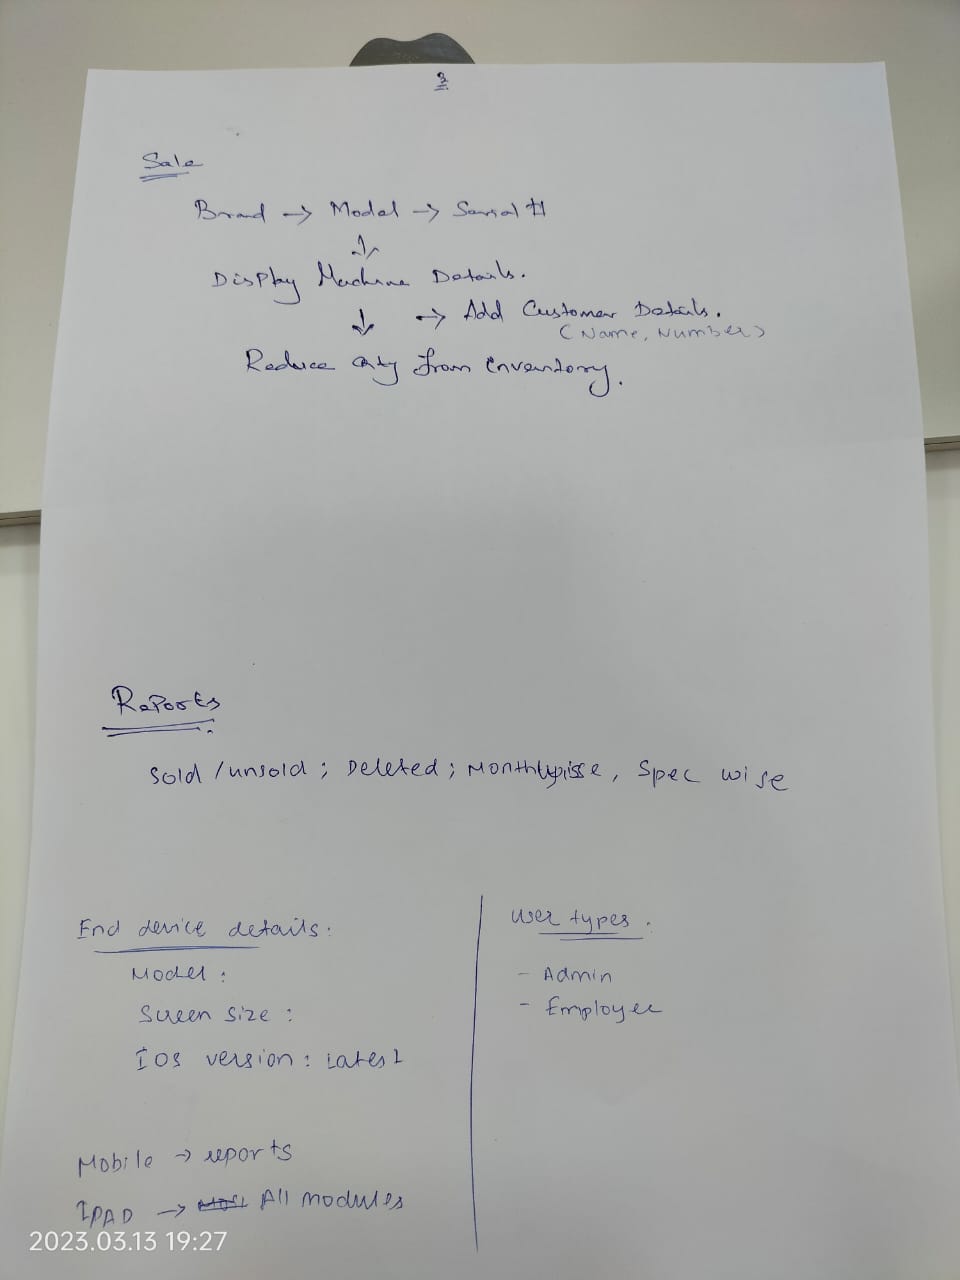 3
Sale
Brand → Model → Serial #
↓
Display Machine Details.
↓ → Add Customer Details.
(Name, Number)
Reduce Qty from inventory.
Reports
Sold / unsold ; Deleted ; Monthly , Spec wise
End device details:
Model :
Screen size :
IOS version : Latest
Mobile → reports
IPAD → All modules
User types.
- Admin
- Employee
2023.03.13 19:27